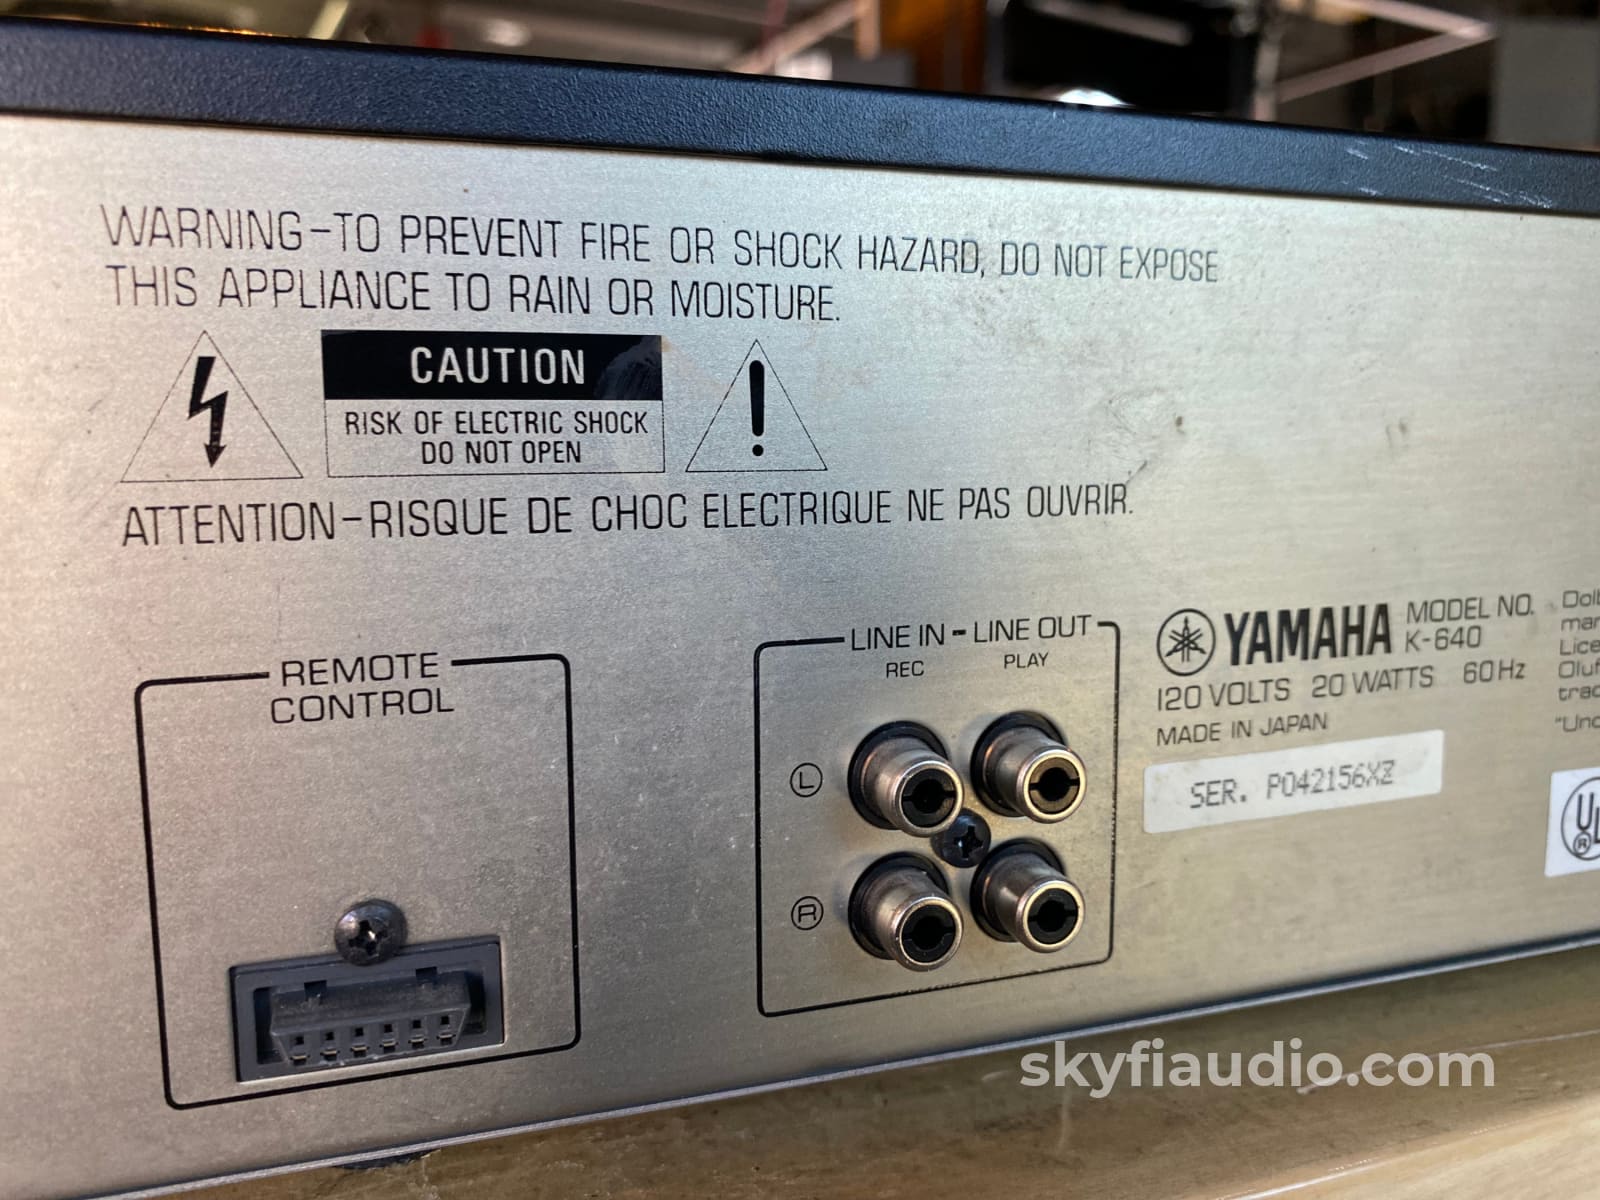 WARNING-TO PREVENT FIRE OR SHOCK HAZARD, DO NOT EXPOSE
THIS APPLIANCE TO RAIN OR MOISTURE.
CAUTION
RISK OF ELECTRIC SHOCK
DO NOT OPEN
ATTENTION-RISQUE DE CHOC ELECTRIQUE NE PAS OUVRIR.
REMOTE
CONTROL
LINE IN - LINE OUT
REC PLAY
L
R
YAMAHA MODEL NO.
K-640
120 VOLTS 20 WATTS 60Hz
MADE IN JAPAN
SER. P042156XZ
UL
skyfiaudio.com